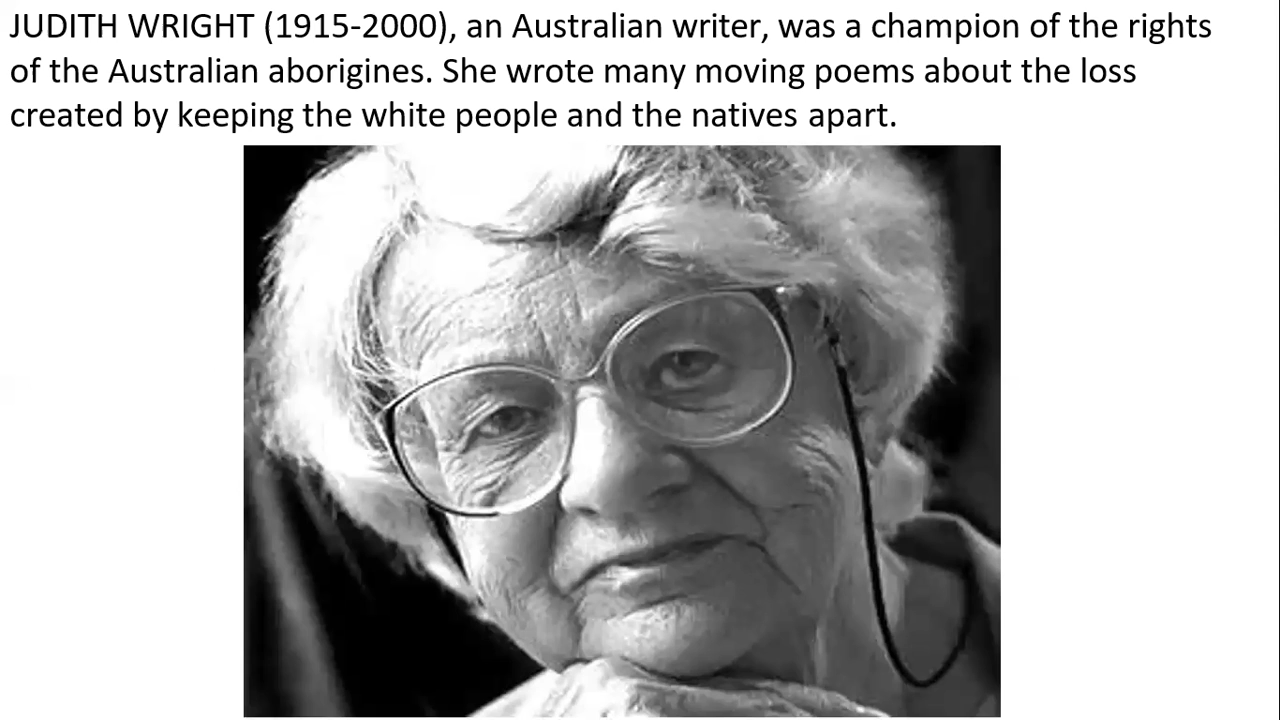 JUDITH WRIGHT (1915-2000), an Australian writer, was a champion of the rights
of the Australian aborigines. She wrote many moving poems about the loss
created by keeping the white people and the natives apart.